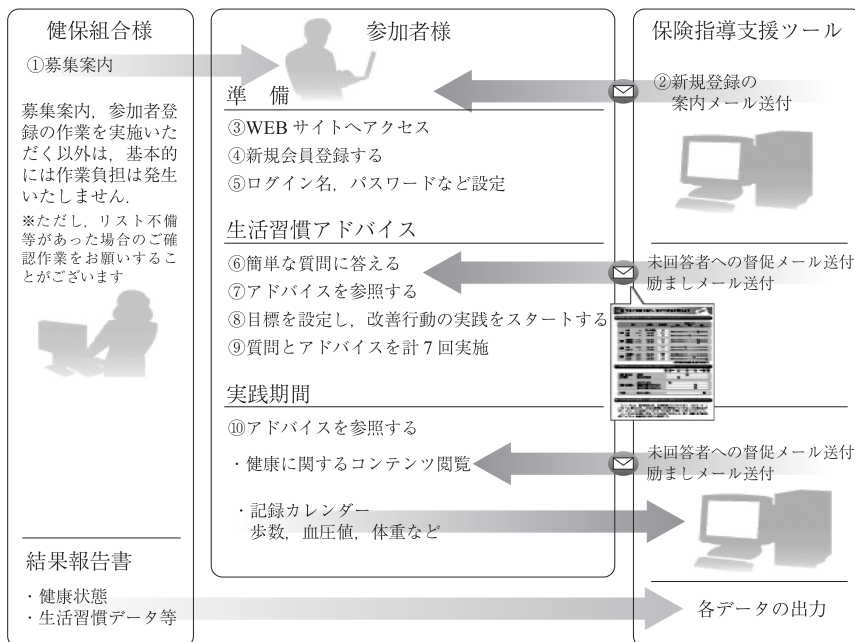 健保組合様
①募集案内
募集案内，参加者登
録の作業を実施いた
だく以外は，基本的
には作業負担は発生
いたしません．
※ただし，リスト不備
等があった場合のご確
認作業をお願いするこ
とがございます
結果報告書
・健康状態
・生活習慣データ等
参加者様
準　備
③WEB サイトへアクセス
④新規会員登録する
⑤ログイン名，パスワードなど設定
生活習慣アドバイス
⑥簡単な質問に答える
⑦アドバイスを参照する
⑧目標を設定し，改善行動の実践をスタートする
⑨質問とアドバイスを計 7 回実施
実践期間
⑩アドバイスを参照する
・健康に関するコンテンツ閲覧
・記録カレンダー
歩数，血圧値，体重など
保険指導支援ツール
②新規登録の
案内メール送付
未回答者への督促メール送付
励ましメール送付
未回答者への督促メール送付
励ましメール送付
各データの出力